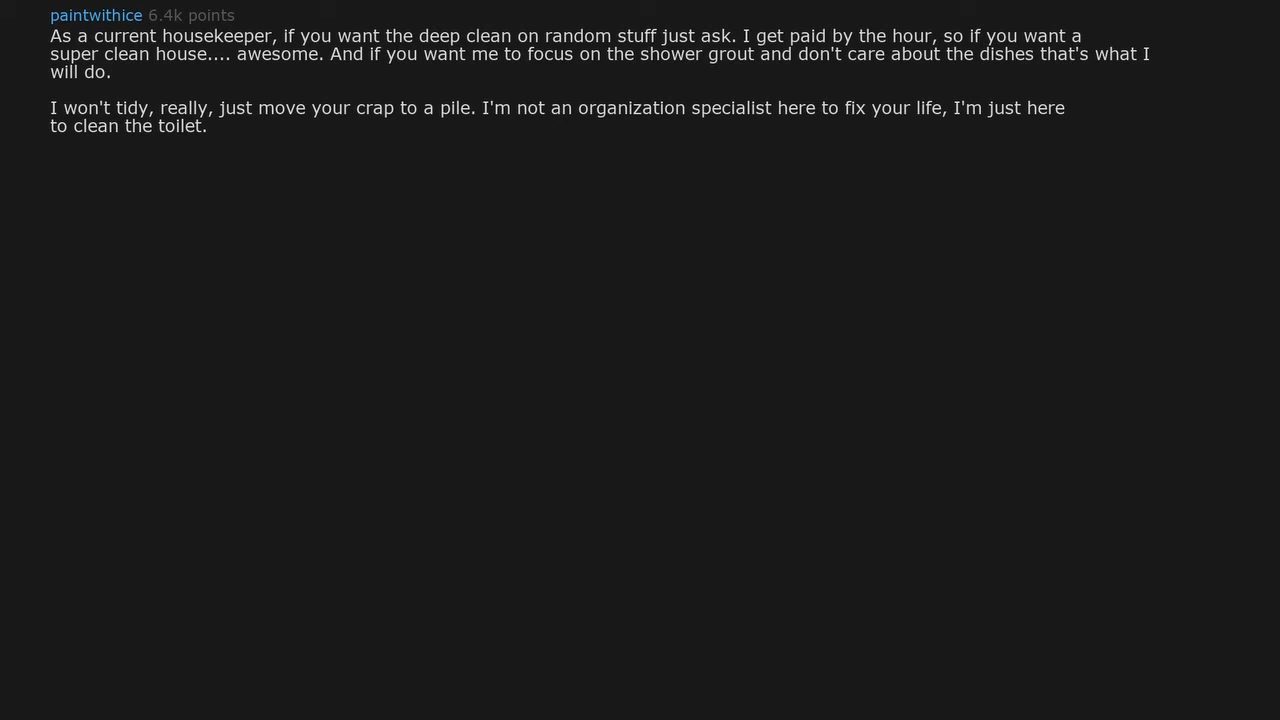 paintwithice 6.4k points
As a current housekeeper, if you want the deep clean on random stuff just ask. I get paid by the hour, so if you want a
super clean house.... awesome. And if you want me to focus on the shower grout and don't care about the dishes that's what I
will do.
I won't tidy, really, just move your crap to a pile. I'm not an organization specialist here to fix your life, I'm just here
to clean the toilet.